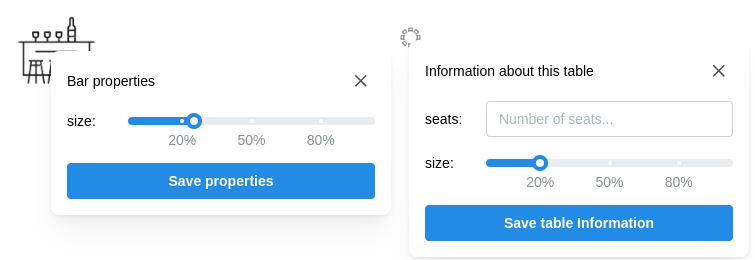 Bar properties
size:
20% 50% 80%
Save properties
Information about this table
seats: Number of seats...
size:
20% 50% 80%
Save table Information